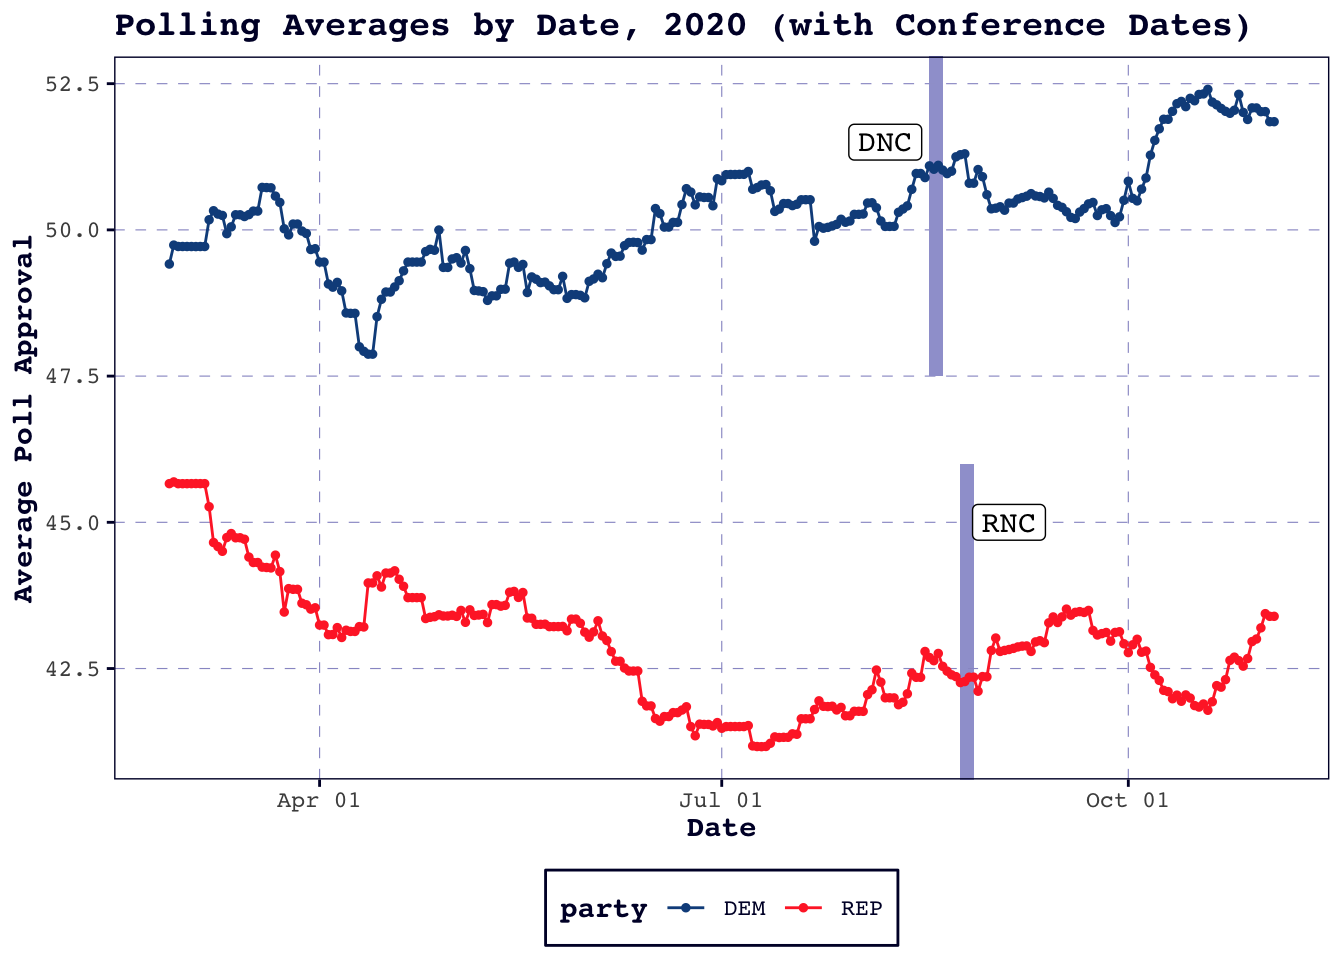 Polling Averages by Date, 2020 (with Conference Dates)
52.5
DNC
50.0
47.5
RNC
45.0
42.5
Average Poll Approval
Apr 01
Jul 01
Oct 01
Date
party DEM REP